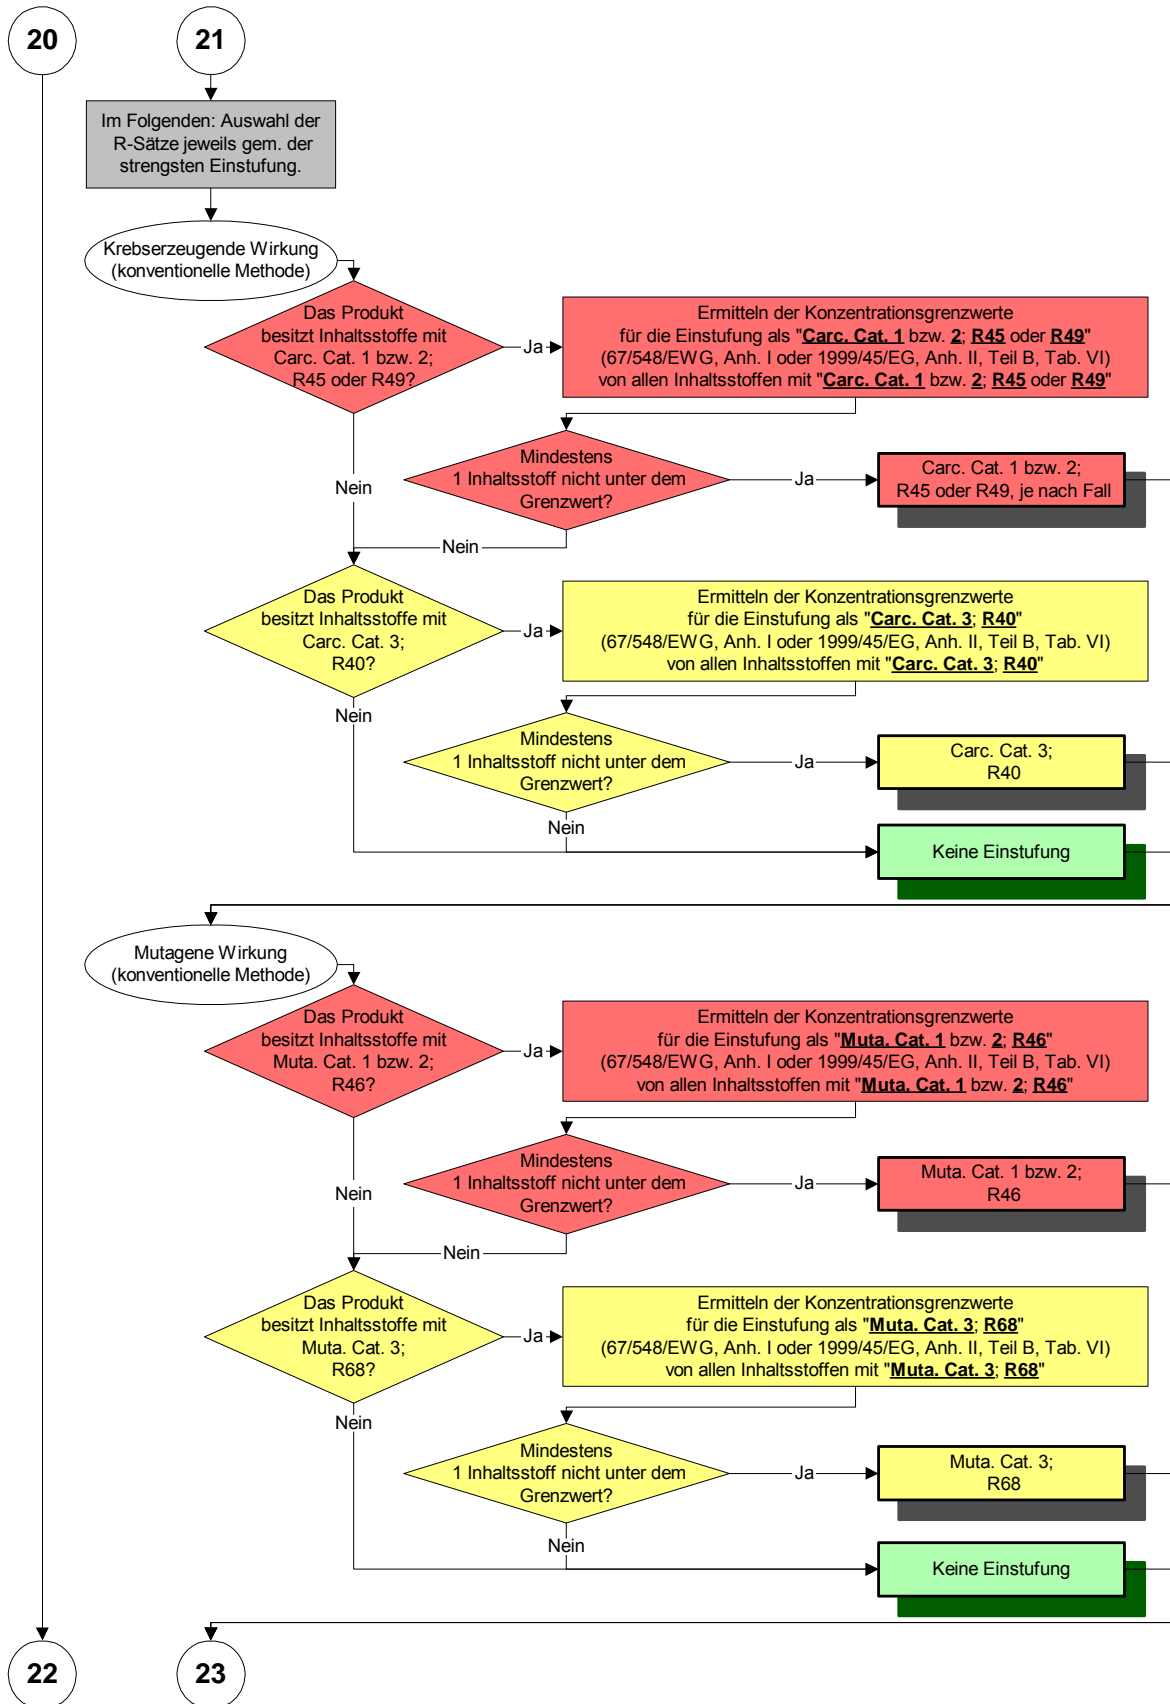 20
21
Im Folgenden: Auswahl der
R-Sätze jeweils gem. der
strengsten Einstufung.
Krebserzeugende Wirkung
(konventionelle Methode)
Das Produkt
besitzt Inhaltsstoffe mit
Carc. Cat. 1 bzw. 2;
R45 oder R49?
Ja
Ermitteln der Konzentrationsgrenzwerte
für die Einstufung als "Carc. Cat. 1 bzw. 2; R45 oder R49"
(67/548/EWG, Anh. I oder 1999/45/EG, Anh. II, Teil B, Tab. VI)
von allen Inhaltsstoffen mit "Carc. Cat. 1 bzw. 2; R45 oder R49"
Nein
Mindestens
1 Inhaltsstoff nicht unter dem
Grenzwert?
Ja
Carc. Cat. 1 bzw. 2;
R45 oder R49, je nach Fall
Nein
Das Produkt
besitzt Inhaltsstoffe mit
Carc. Cat. 3;
R40?
Ja
Ermitteln der Konzentrationsgrenzwerte
für die Einstufung als "Carc. Cat. 3; R40"
(67/548/EWG, Anh. I oder 1999/45/EG, Anh. II, Teil B, Tab. VI)
von allen Inhaltsstoffen mit "Carc. Cat. 3; R40"
Nein
Mindestens
1 Inhaltsstoff nicht unter dem
Grenzwert?
Ja
Carc. Cat. 3;
R40
Nein
Keine Einstufung
Mutagene Wirkung
(konventionelle Methode)
Das Produkt
besitzt Inhaltsstoffe mit
Muta. Cat. 1 bzw. 2;
R46?
Ja
Ermitteln der Konzentrationsgrenzwerte
für die Einstufung als "Muta. Cat. 1 bzw. 2; R46"
(67/548/EWG, Anh. I oder 1999/45/EG, Anh. II, Teil B, Tab. VI)
von allen Inhaltsstoffen mit "Muta. Cat. 1 bzw. 2; R46"
Nein
Mindestens
1 Inhaltsstoff nicht unter dem
Grenzwert?
Ja
Muta. Cat. 1 bzw. 2;
R46
Nein
Das Produkt
besitzt Inhaltsstoffe mit
Muta. Cat. 3;
R68?
Ja
Ermitteln der Konzentrationsgrenzwerte
für die Einstufung als "Muta. Cat. 3; R68"
(67/548/EWG, Anh. I oder 1999/45/EG, Anh. II, Teil B, Tab. VI)
von allen Inhaltsstoffen mit "Muta. Cat. 3; R68"
Nein
Mindestens
1 Inhaltsstoff nicht unter dem
Grenzwert?
Ja
Muta. Cat. 3;
R68
Nein
Keine Einstufung
22
23